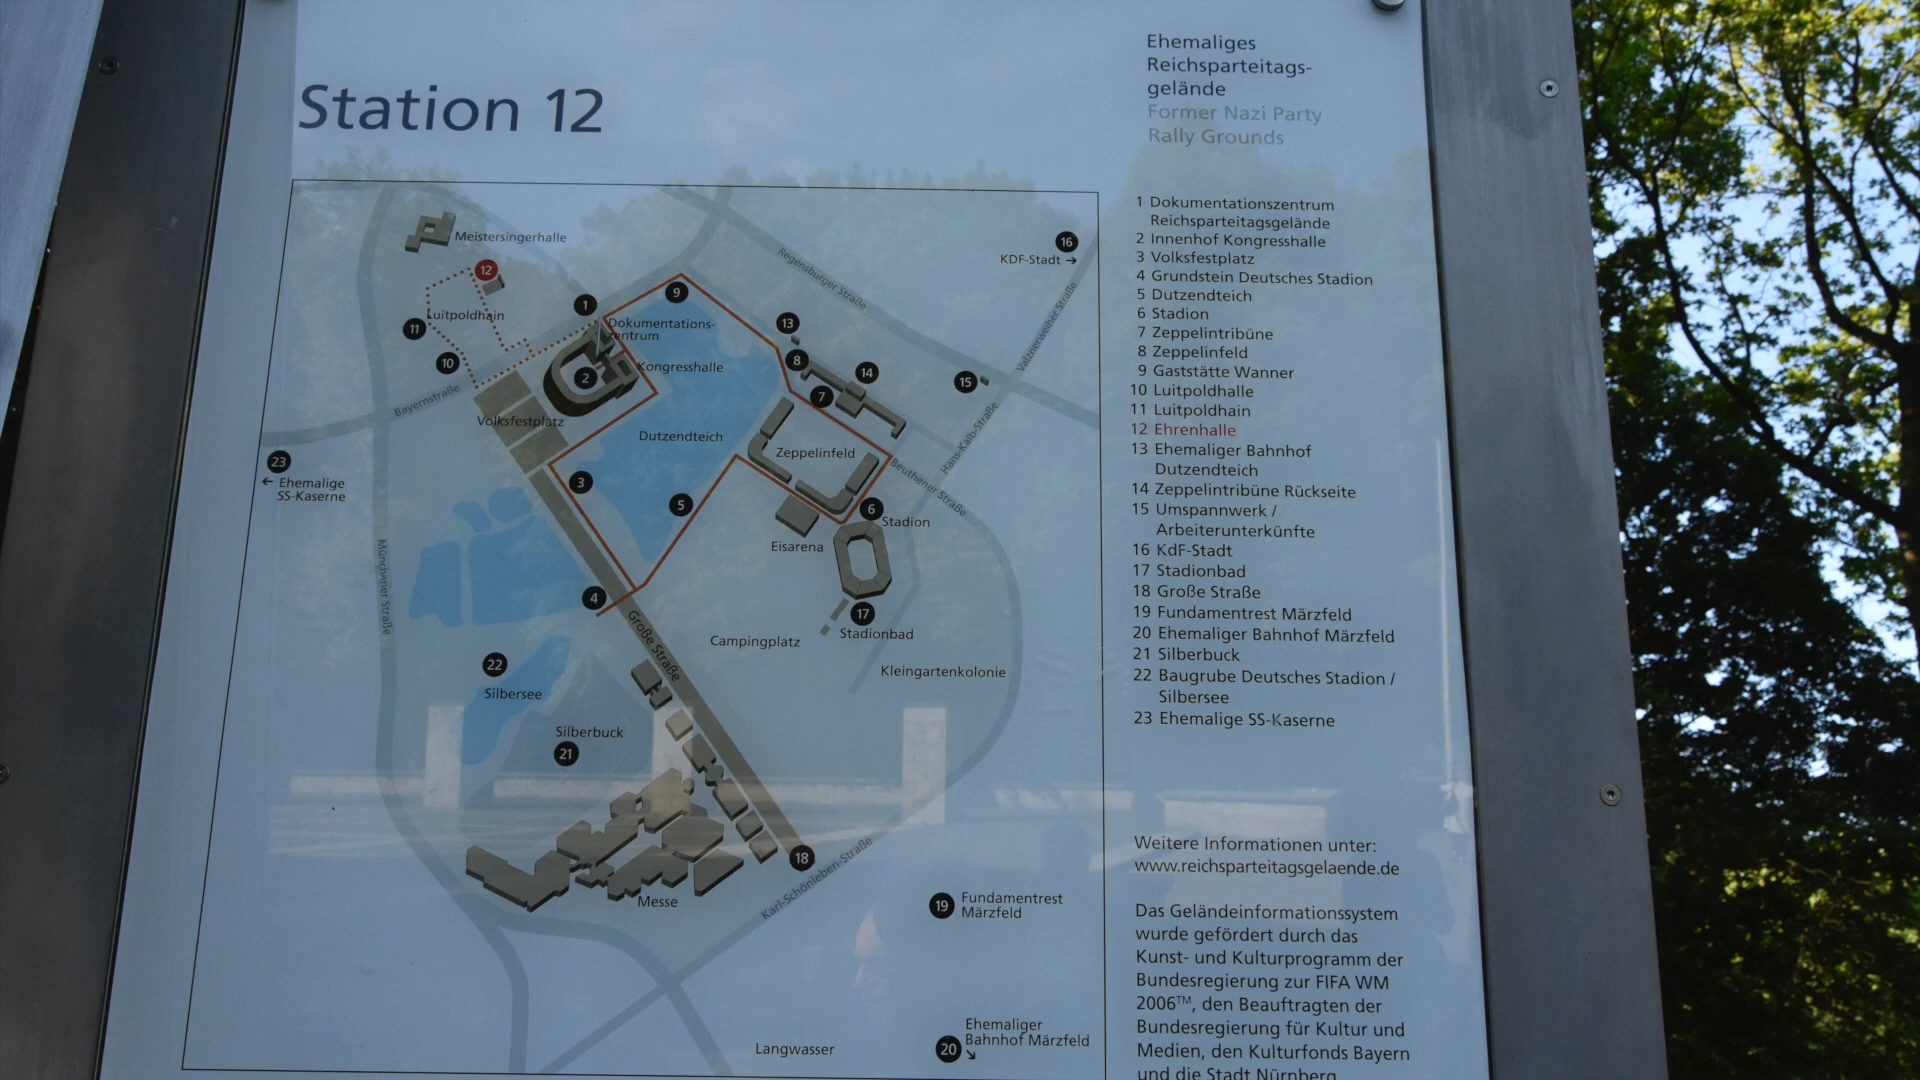 Station 12
Ehemaliges
Reichsparteitags-
gelände
Former Nazi Party
Rally Grounds
Meistersingerhalle
12
Luitpoldhain
11
10
Bayernstraße
Volksfestplatz
1
Dokumentations-
zentrum
2
Kongresshalle
9
Regensburger Straße
16
KDF-Stadt →
Valznerweiher Straße
13
8
14
7
15
Hans-Kalb-Straße
Dutzendteich
Zeppelinfeld
Beuthener Straße
23
← Ehemalige
SS-Kaserne
3
5
6
Stadion
Eisarena
Münchener Straße
4
17
Stadionbad
Große Straße
Campingplatz
Kleingartenkolonie
22
Silbersee
Silberbuck
21
18
Karl-Schönleben-Straße
Messe
19 Fundamentrest
Märzfeld
Langwasser
Ehemaliger
20 Bahnhof Märzfeld
↘
1 Dokumentationszentrum
Reichsparteitagsgelände
2 Innenhof Kongresshalle
3 Volksfestplatz
4 Grundstein Deutsches Stadion
5 Dutzendteich
6 Stadion
7 Zeppelintribüne
8 Zeppelinfeld
9 Gaststätte Wanner
10 Luitpoldhalle
11 Luitpoldhain
12 Ehrenhalle
13 Ehemaliger Bahnhof
Dutzendteich
14 Zeppelintribüne Rückseite
15 Umspannwerk /
Arbeiterunterkünfte
16 KdF-Stadt
17 Stadionbad
18 Große Straße
19 Fundamentrest Märzfeld
20 Ehemaliger Bahnhof Märzfeld
21 Silberbuck
22 Baugrube Deutsches Stadion /
Silbersee
23 Ehemalige SS-Kaserne
Weitere Informationen unter:
www.reichsparteitagsgelaende.de
Das Geländeinformationssystem
wurde gefördert durch das
Kunst- und Kulturprogramm der
Bundesregierung zur FIFA WM
2006™, den Beauftragten der
Bundesregierung für Kultur und
Medien, den Kulturfonds Bayern
und die Stadt Nürnberg